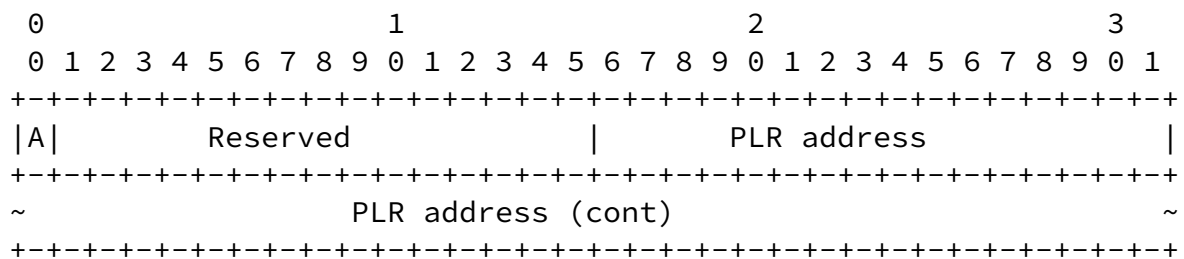 0                   1                   2                   3
 0 1 2 3 4 5 6 7 8 9 0 1 2 3 4 5 6 7 8 9 0 1 2 3 4 5 6 7 8 9 0 1
+-+-+-+-+-+-+-+-+-+-+-+-+-+-+-+-+-+-+-+-+-+-+-+-+-+-+-+-+-+-+-+-+
|A|        Reserved             |       PLR address             |
+-+-+-+-+-+-+-+-+-+-+-+-+-+-+-+-+-+-+-+-+-+-+-+-+-+-+-+-+-+-+-+-+
~                  PLR address (cont)                           ~
+-+-+-+-+-+-+-+-+-+-+-+-+-+-+-+-+-+-+-+-+-+-+-+-+-+-+-+-+-+-+-+-+